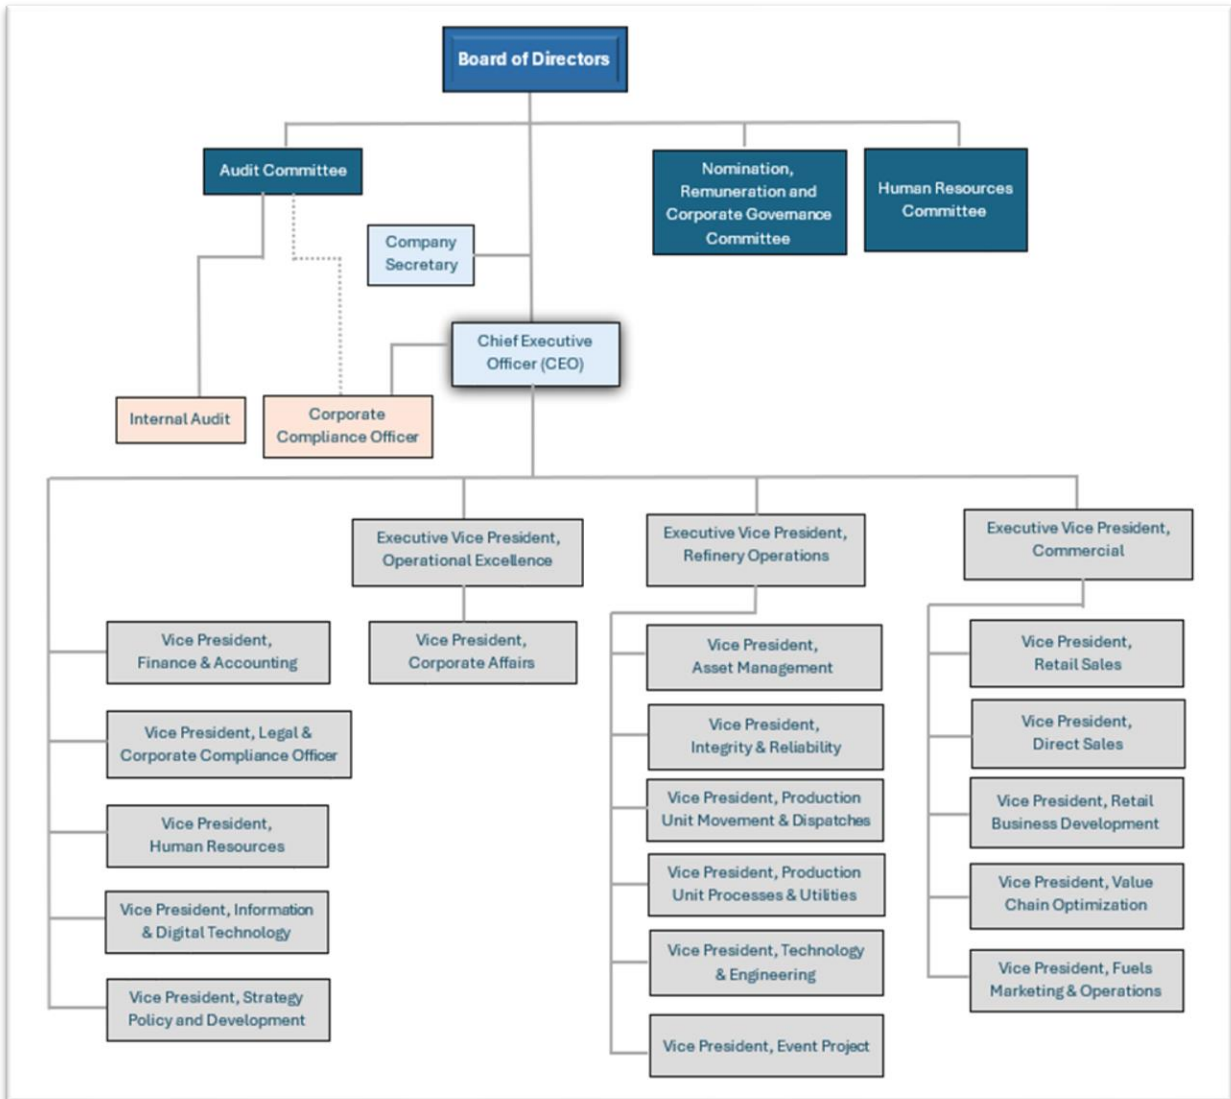 Board of Directors
Audit Committee
Nomination,
Remuneration and
Corporate Governance
Committee
Human Resources
Committee
Company
Secretary
Chief Executive
Officer (CEO)
Internal Audit
Corporate
Compliance Officer
Executive Vice President,
Operational Excellence
Executive Vice President,
Refinery Operations
Executive Vice President,
Commercial
Vice President,
Finance & Accounting
Vice President, Legal &
Corporate Compliance Officer
Vice President,
Human Resources
Vice President, Information
& Digital Technology
Vice President, Strategy
Policy and Development
Vice President,
Corporate Affairs
Vice President,
Asset Management
Vice President,
Integrity & Reliability
Vice President, Production
Unit Movement & Dispatches
Vice President, Production
Unit Processes & Utilities
Vice President, Technology
& Engineering
Vice President, Event Project
Vice President,
Retail Sales
Vice President,
Direct Sales
Vice President, Retail
Business Development
Vice President, Value
Chain Optimization
Vice President, Fuels
Marketing & Operations